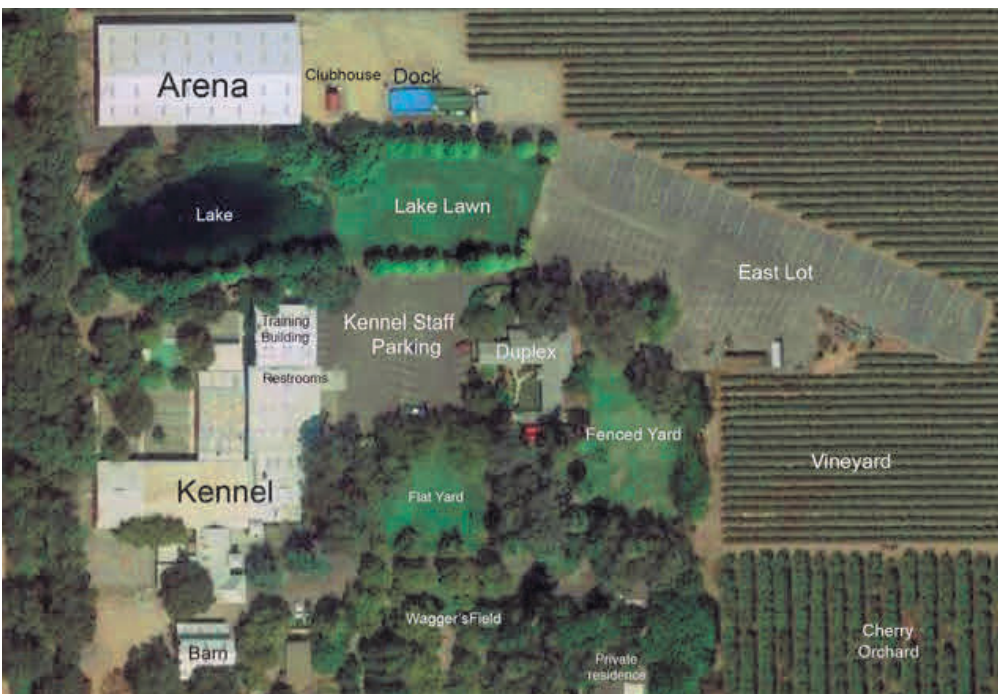 Arena
Clubhouse
Dock
Lake
Lake Lawn
East Lot
Training
Building
Kennel Staff
Parking
Duplex
Restrooms
Fenced Yard
Vineyard
Kennel
Flat Yard
Wagger'sField
Cherry
Orchard
Barn
Private
residence